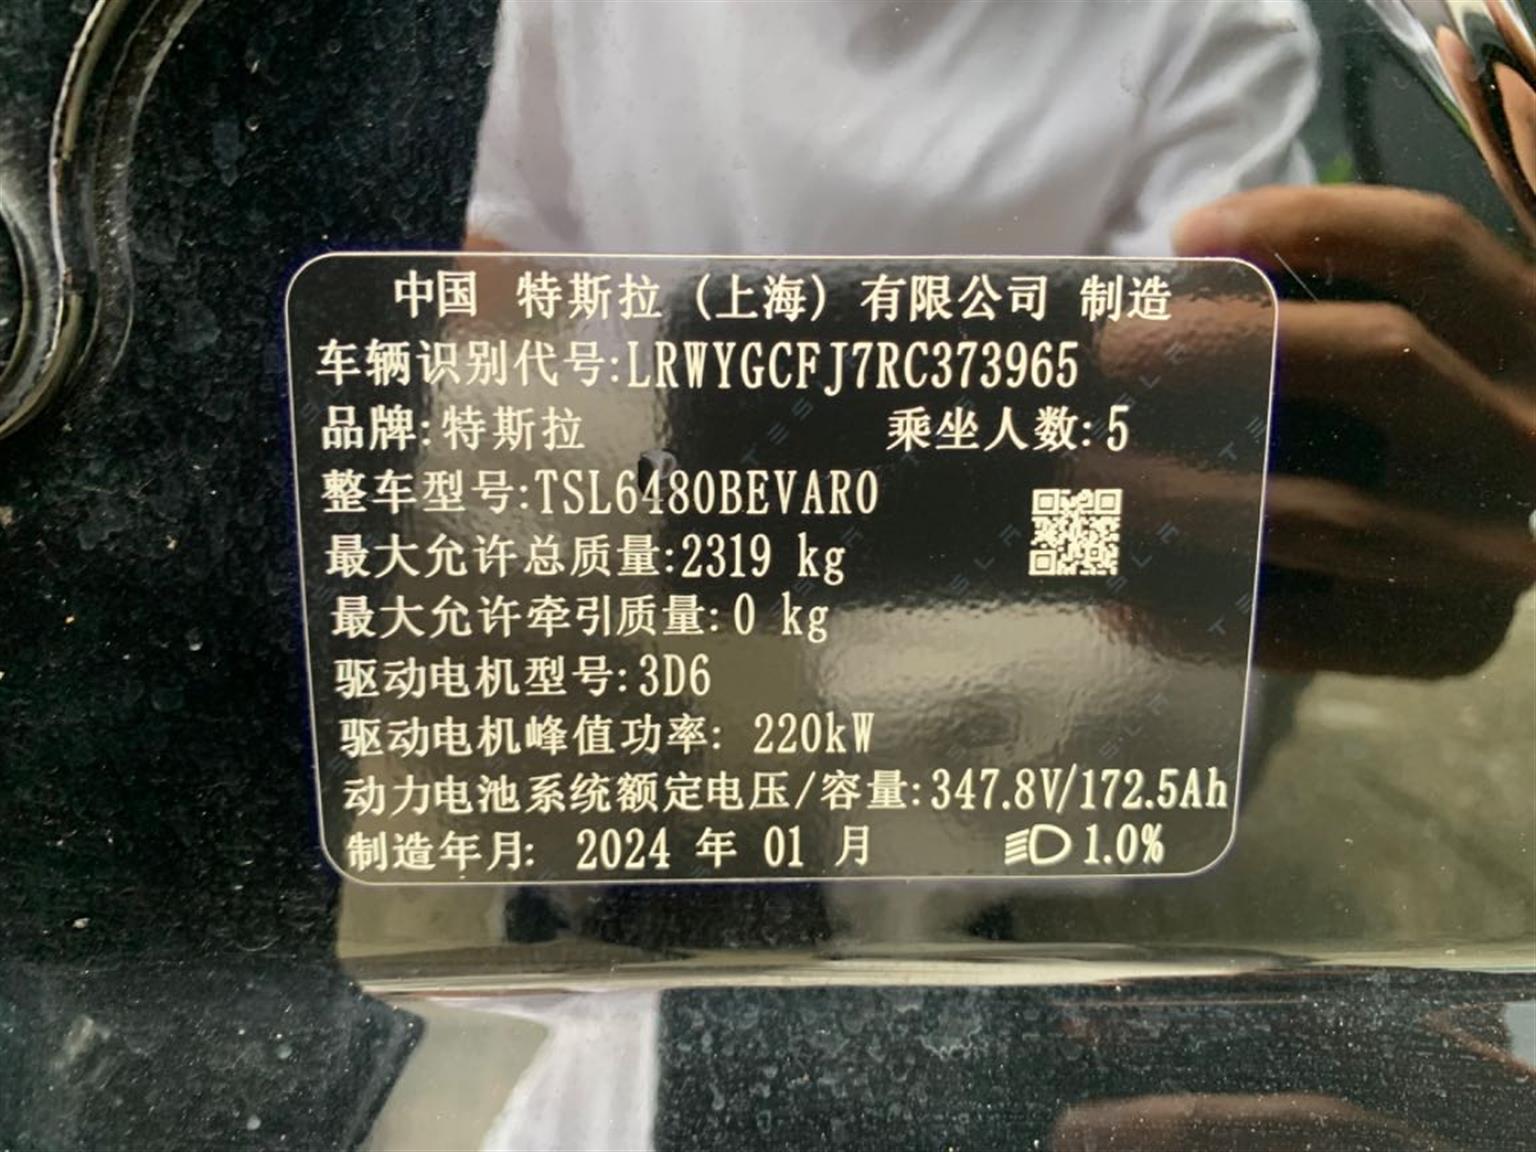 中国 特斯拉（上海）有限公司 制造
车辆识别代号:LRWYGCFJ7RC373965
品牌:特斯拉 乘坐人数:5
整车型号:TSL6480BEVAR0
最大允许总质量:2319 kg
最大允许牵引质量:0 kg
驱动电机型号:3D6
驱动电机峰值功率: 220kW
动力电池系统额定电压/容量:347.8V/172.5Ah
制造年月: 2024 年 01 月 1.0%